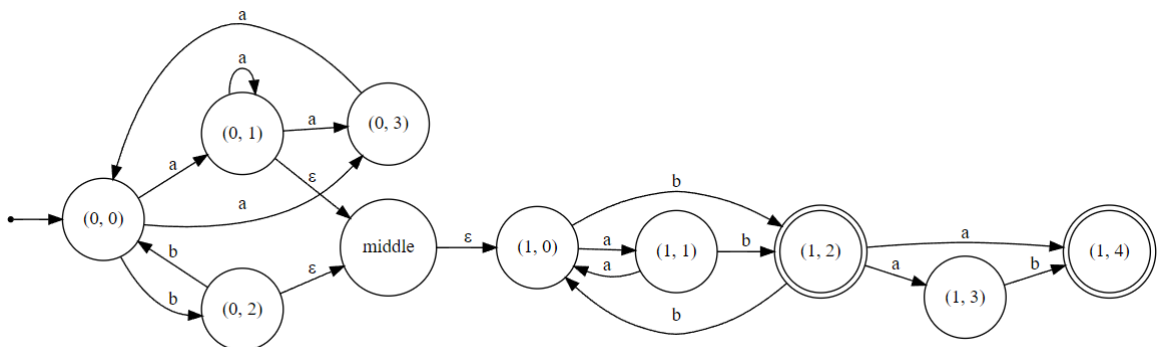 a
a
(0, 1)
a
(0, 3)
a
ε
(0, 0)
a
b
middle
ε
(1, 0)
a
(1, 1)
b
(1, 2)
a
(1, 4)
b
a
a
b
ε
b
(1, 3)
b
(0, 2)
b